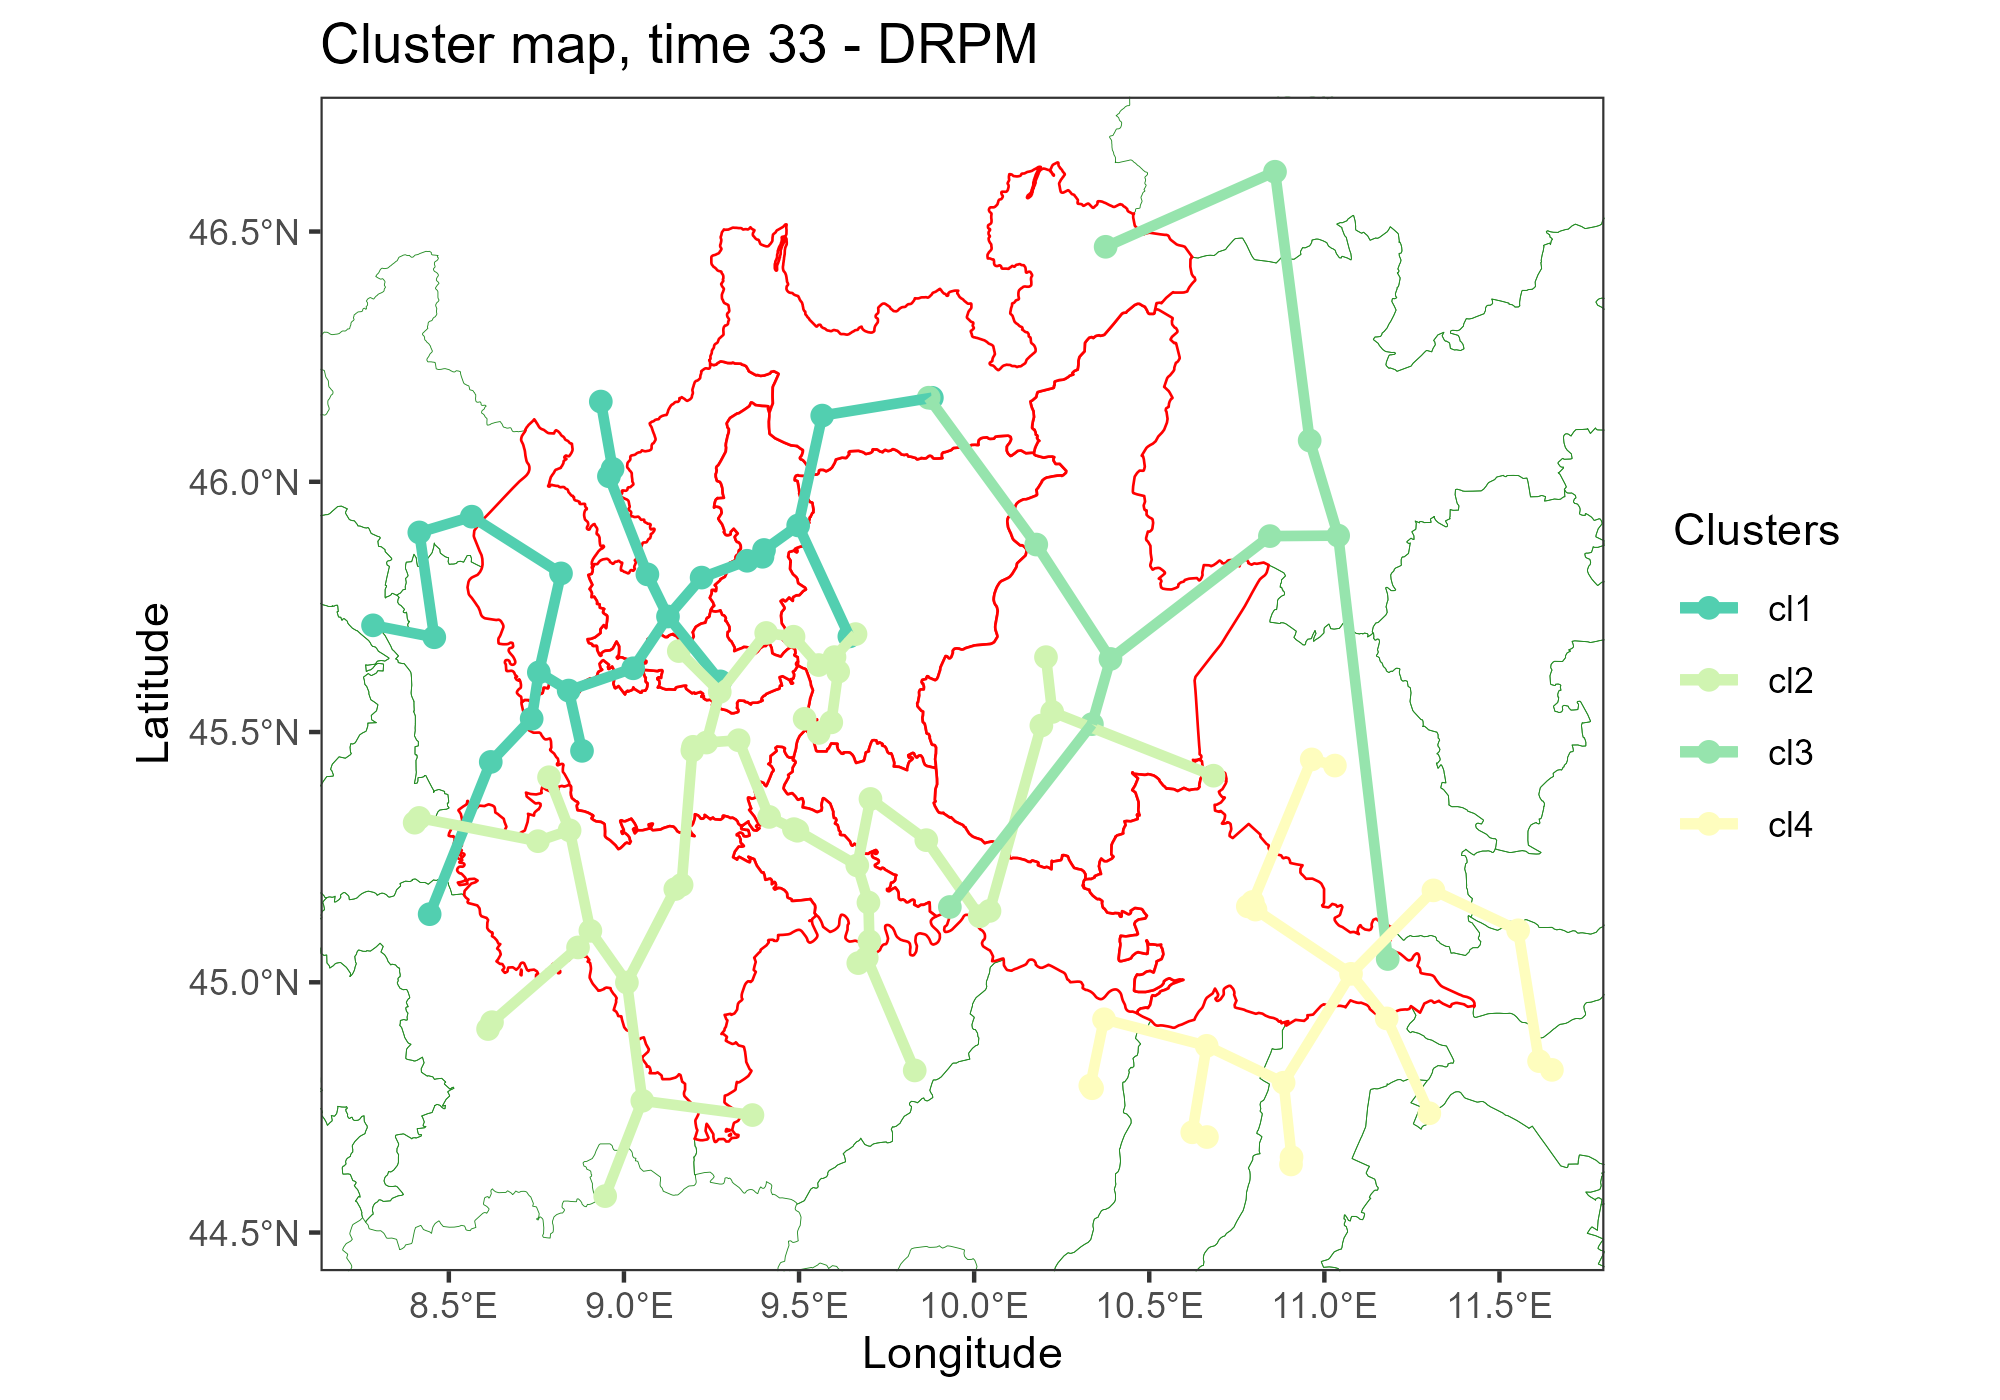 Cluster map, time 33 - DRPM
46.5°N
46.0°N
45.5°N
45.0°N
44.5°N
Latitude
8.5°E 9.0°E 9.5°E 10.0°E 10.5°E 11.0°E 11.5°E
Longitude
Clusters
cl1
cl2
cl3
cl4